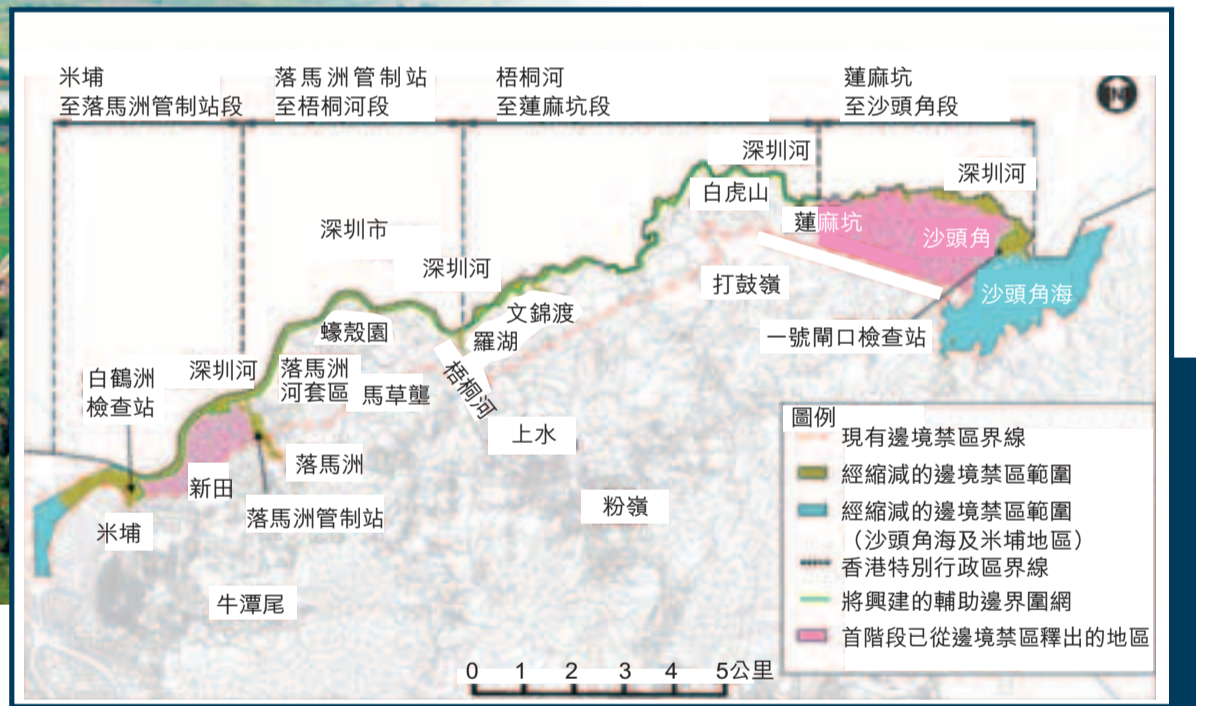 米埔
至落馬洲管制站段
落馬洲管制站
至梧桐河段
梧桐河
至蓮麻坑段
蓮麻坑
至沙頭角段
N
深圳河
深圳河
白虎山
蓮麻坑
沙頭角
深圳市
深圳河
打鼓嶺
沙頭角海
文錦渡
蠔殼園
羅湖
一號閘口檢查站
白鶴洲
檢查站
深圳河
落馬洲
河套區
馬草壟
梧桐河
上水
落馬洲
新田
粉嶺
米埔
落馬洲管制站
牛潭尾
圖例
現有邊境禁區界線
經縮減的邊境禁區範圍
經縮減的邊境禁區範圍
（沙頭角海及米埔地區）
香港特別行政區界線
將興建的輔助邊界圍網
首階段已從邊境禁區釋出的地區
0 1 2 3 4 5公里